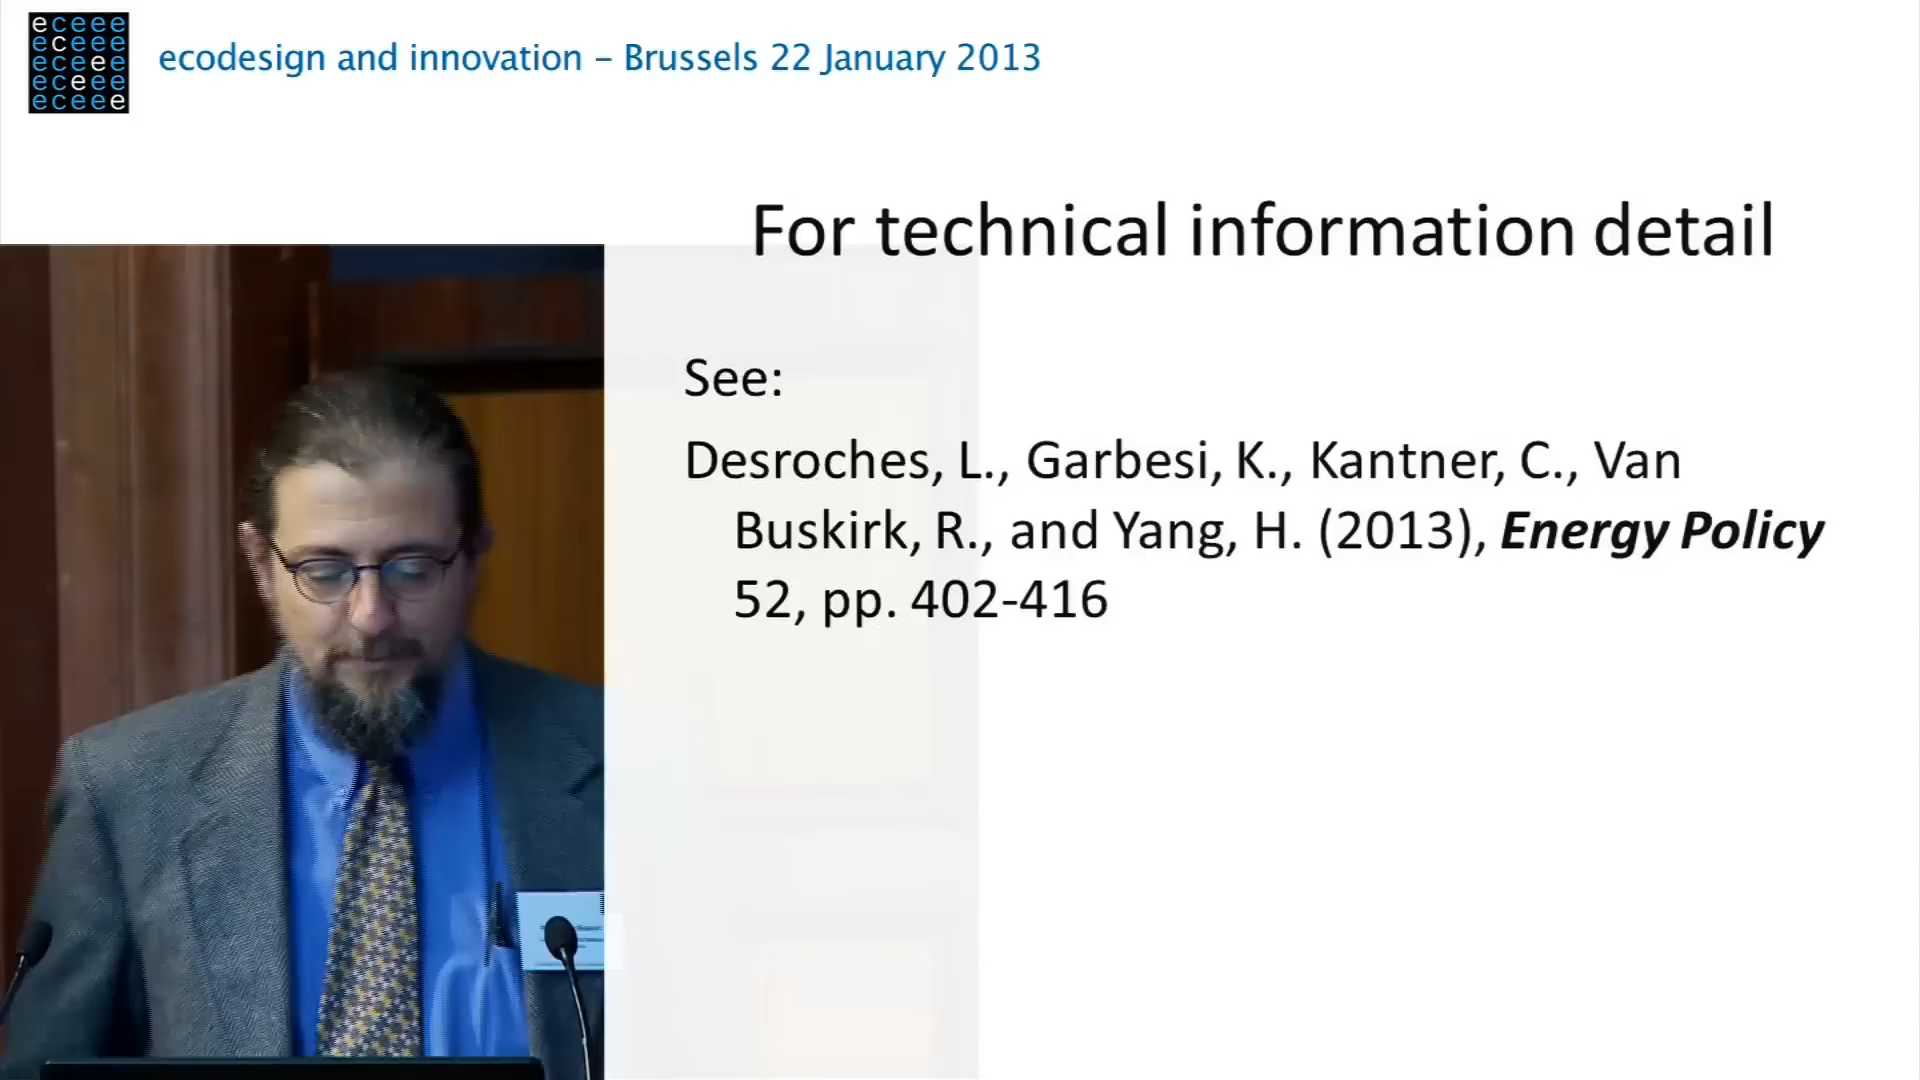 eceee
eceee
eceee
eceee
eceee
ecodesign and innovation – Brussels 22 January 2013
For technical information detail
See:
Desroches, L., Garbesi, K., Kantner, C., Van
Buskirk, R., and Yang, H. (2013), Energy Policy
52, pp. 402-416